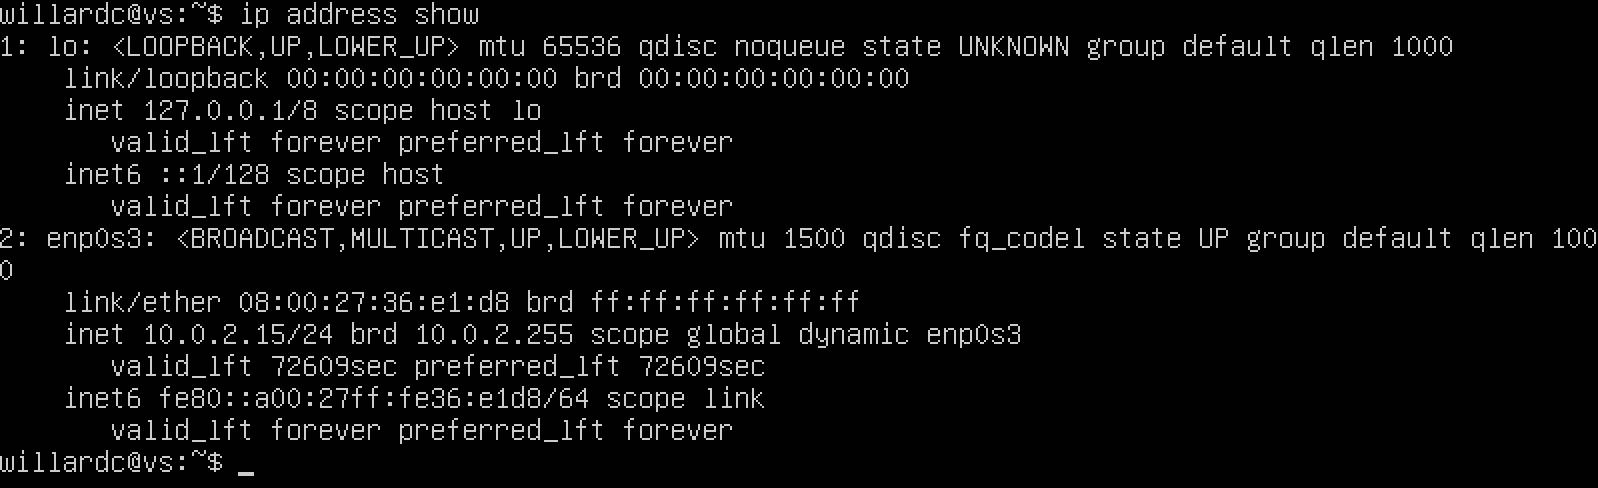 willardc@vs:~$ ip address show
1: lo: <LOOPBACK,UP,LOWER_UP> mtu 65536 qdisc noqueue state UNKNOWN group default qlen 1000
    link/loopback 00:00:00:00:00:00 brd 00:00:00:00:00:00
    inet 127.0.0.1/8 scope host lo
       valid_lft forever preferred_lft forever
    inet6 ::1/128 scope host
       valid_lft forever preferred_lft forever
2: enp0s3: <BROADCAST,MULTICAST,UP,LOWER_UP> mtu 1500 qdisc fq_codel state UP group default qlen 100
0
    link/ether 08:00:27:36:e1:d8 brd ff:ff:ff:ff:ff:ff
    inet 10.0.2.15/24 brd 10.0.2.255 scope global dynamic enp0s3
       valid_lft 72609sec preferred_lft 72609sec
    inet6 fe80::a00:27ff:fe36:e1d8/64 scope link
       valid_lft forever preferred_lft forever
willardc@vs:~$ _